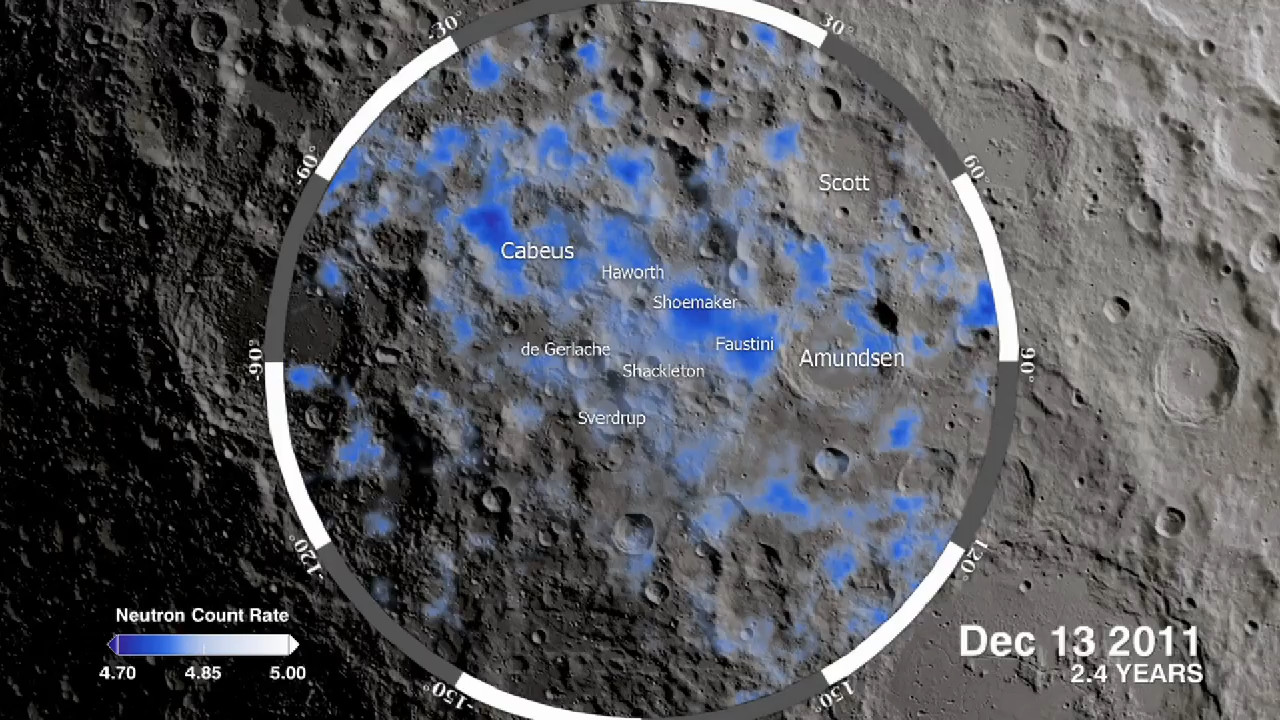 -30°
30°
-60°
60°
Scott
Cabeus
Haworth
Shoemaker
Faustini
de Gerlache
Amundsen
-90°
90°
Shackleton
Sverdrup
-120°
120°
Neutron Count Rate
4.70 4.85 5.00
Dec 13 2011
2.4 YEARS
-150°
150°